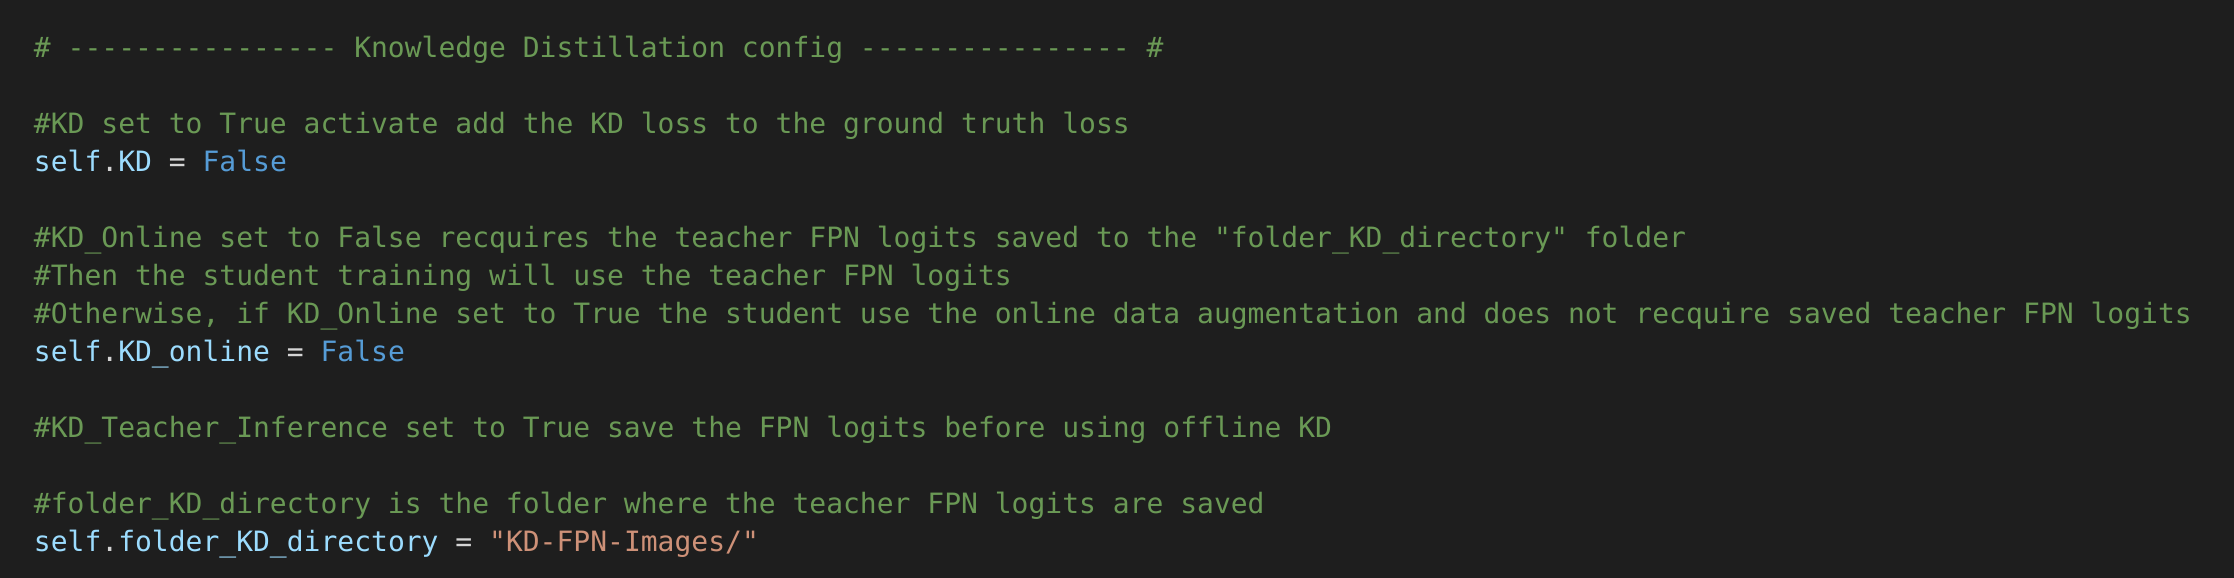 # ---------------- Knowledge Distillation config ---------------- #
#KD set to True activate add the KD loss to the ground truth loss
self.KD = False
#KD_Online set to False recquires the teacher FPN logits saved to the "folder_KD_directory" folder
#Then the student training will use the teacher FPN logits
#Otherwise, if KD_Online set to True the student use the online data augmentation and does not recquire saved teacher FPN logits
self.KD_online = False
#KD_Teacher_Inference set to True save the FPN logits before using offline KD
#folder_KD_directory is the folder where the teacher FPN logits are saved
self.folder_KD_directory = "KD-FPN-Images/"